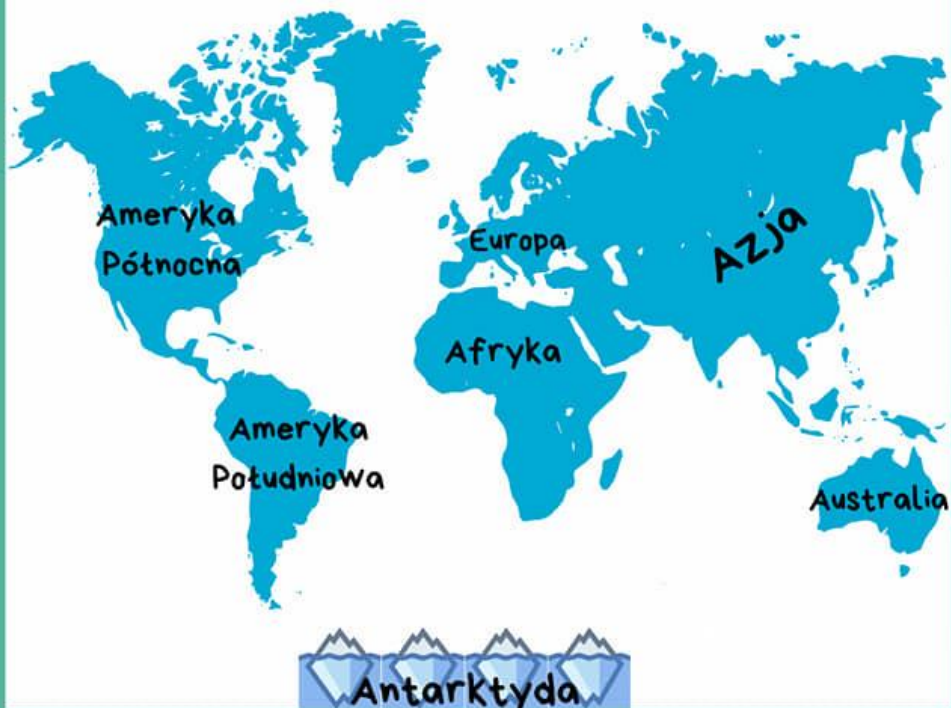 Ameryka
Północna
Europa
Azja
Afryka
Ameryka
Południowa
Australia
Antarktyda